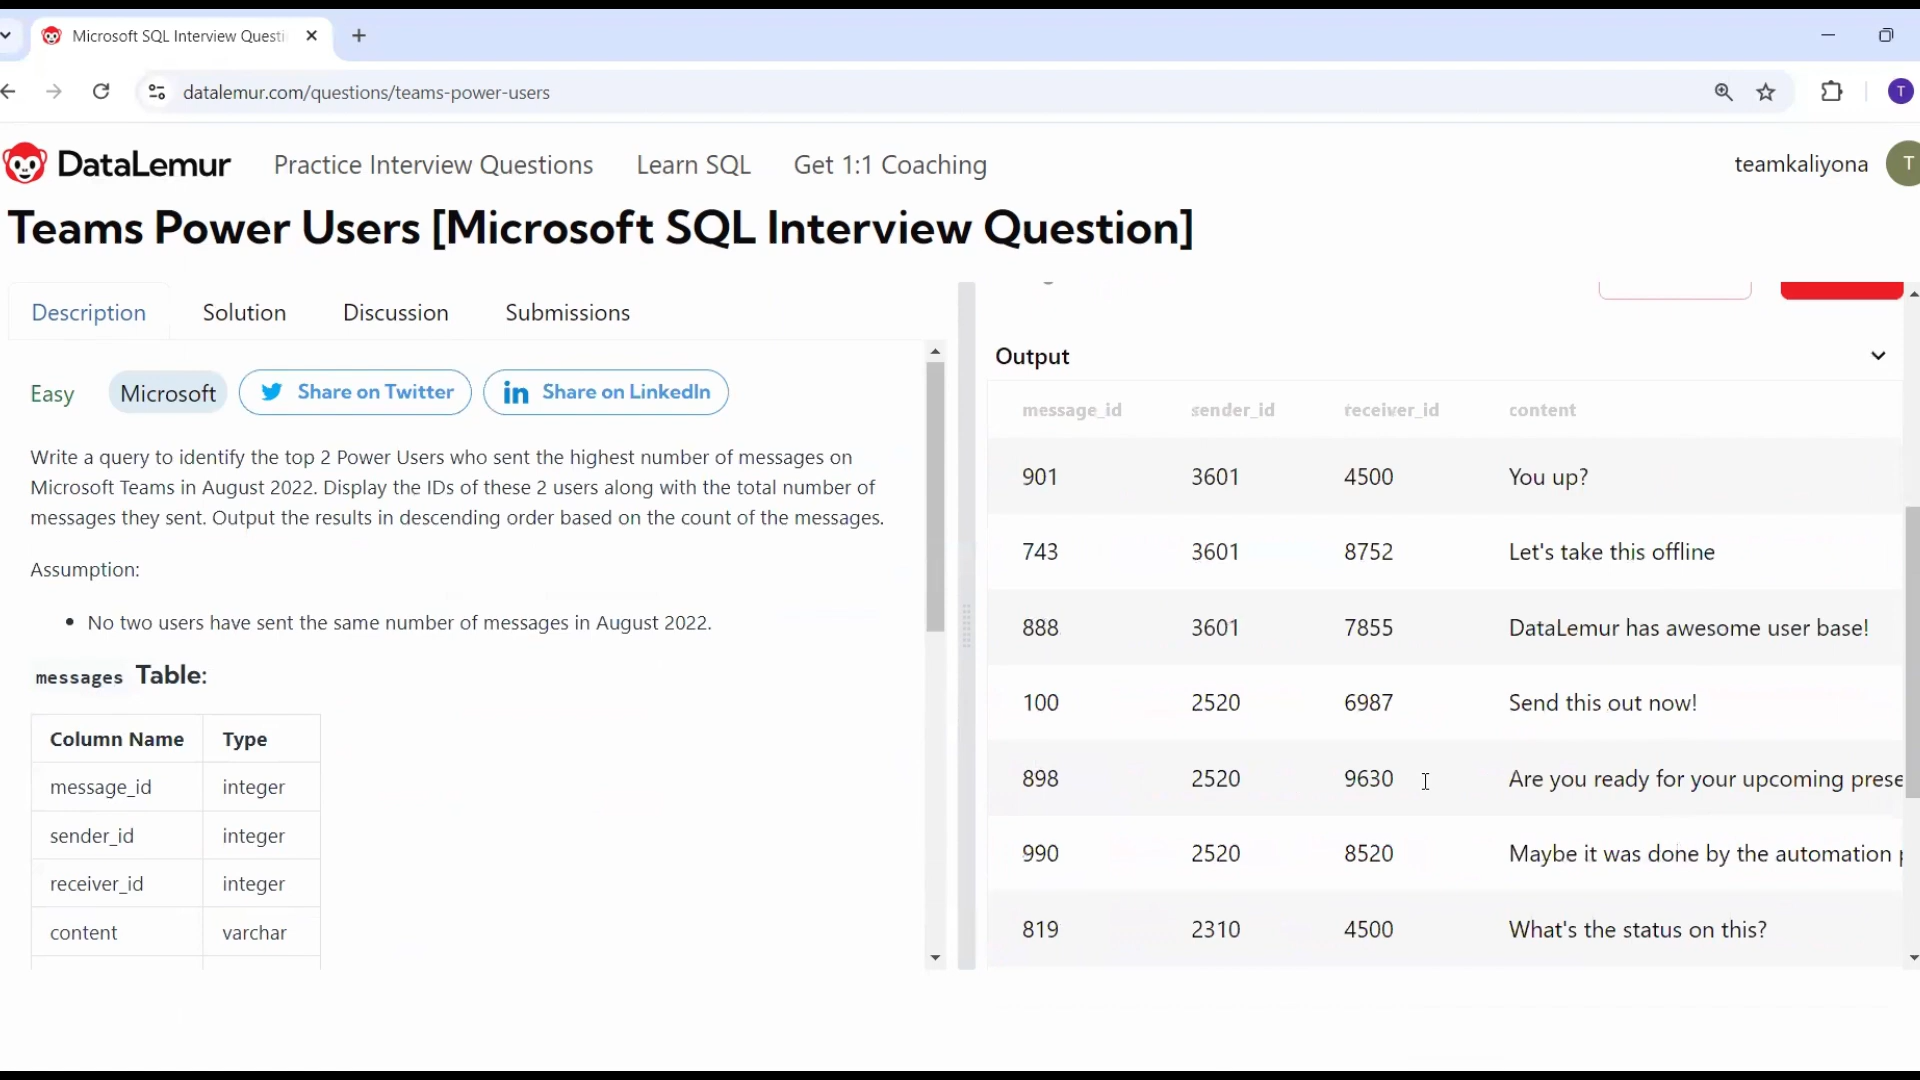 Microsoft SQL Interview Questi
datalemur.com/questions/teams-power-users
T
DataLemur
Practice Interview Questions
Learn SQL
Get 1:1 Coaching
teamkaliyona
T
Teams Power Users [Microsoft SQL Interview Question]
Description
Solution
Discussion
Submissions
Easy
Microsoft
Share on Twitter
Share on LinkedIn
Write a query to identify the top 2 Power Users who sent the highest number of messages on
Microsoft Teams in August 2022. Display the IDs of these 2 users along with the total number of
messages they sent. Output the results in descending order based on the count of the messages.
Assumption:
• No two users have sent the same number of messages in August 2022.
messages Table:
Column Name Type
message_id integer
sender_id integer
receiver_id integer
content varchar
Output
message_id sender_id receiver_id content
901 3601 4500 You up?
743 3601 8752 Let's take this offline
888 3601 7855 DataLemur has awesome user base!
100 2520 6987 Send this out now!
898 2520 9630 Are you ready for your upcoming prese
990 2520 8520 Maybe it was done by the automation
819 2310 4500 What's the status on this?